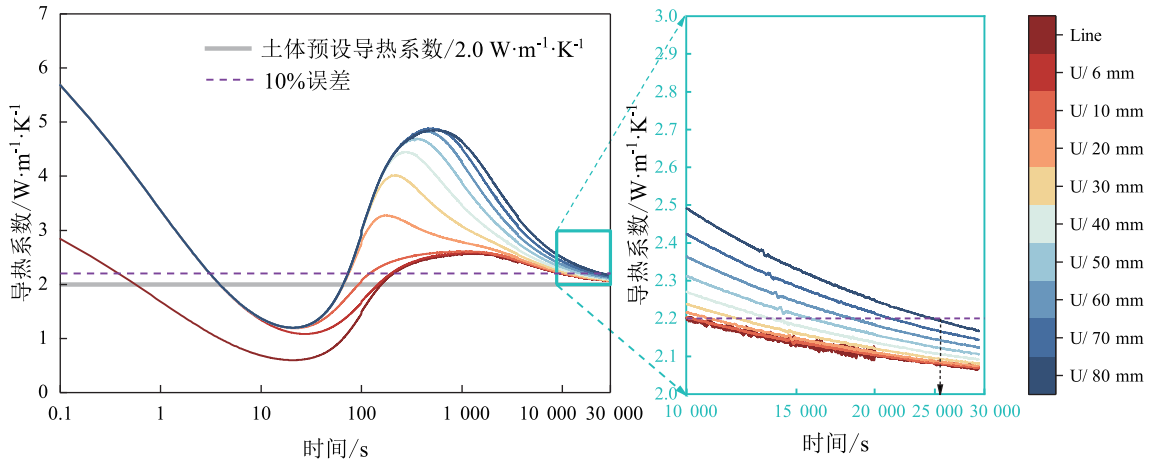 导热系数/W·m⁻¹·K⁻¹
7
6
5
4
3
2
1
0
土体预设导热系数/2.0 W·m⁻¹·K⁻¹
10%误差
0.1
1
10
100
1 000
10 000
30 000
时间/s
导热系数/W·m⁻¹·K⁻¹
3.0
2.9
2.8
2.7
2.6
2.5
2.4
2.3
2.2
2.1
2.0
10 000
15 000
20 000
25 000
30 000
时间/s
Line
U/ 6 mm
U/ 10 mm
U/ 20 mm
U/ 30 mm
U/ 40 mm
U/ 50 mm
U/ 60 mm
U/ 70 mm
U/ 80 mm